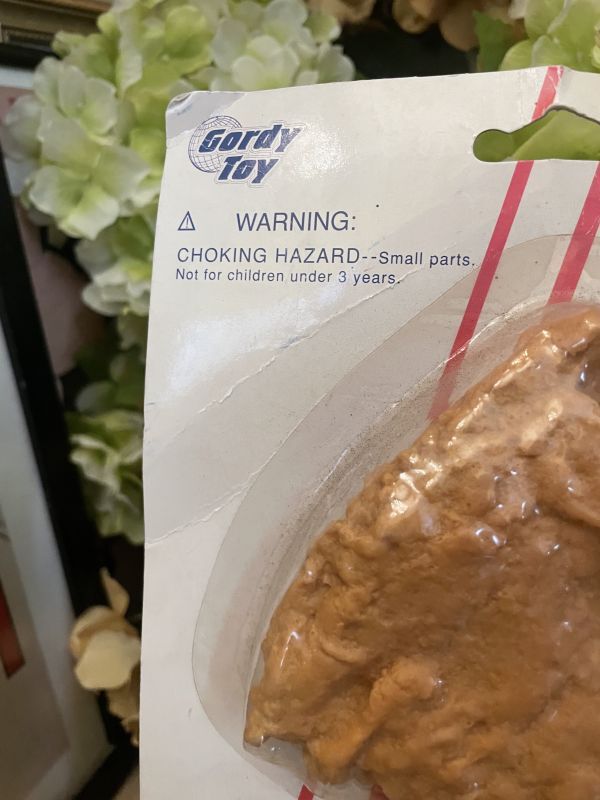 Gordy
Toy
⚠ WARNING:
CHOKING HAZARD--Small parts.
Not for children under 3 years.